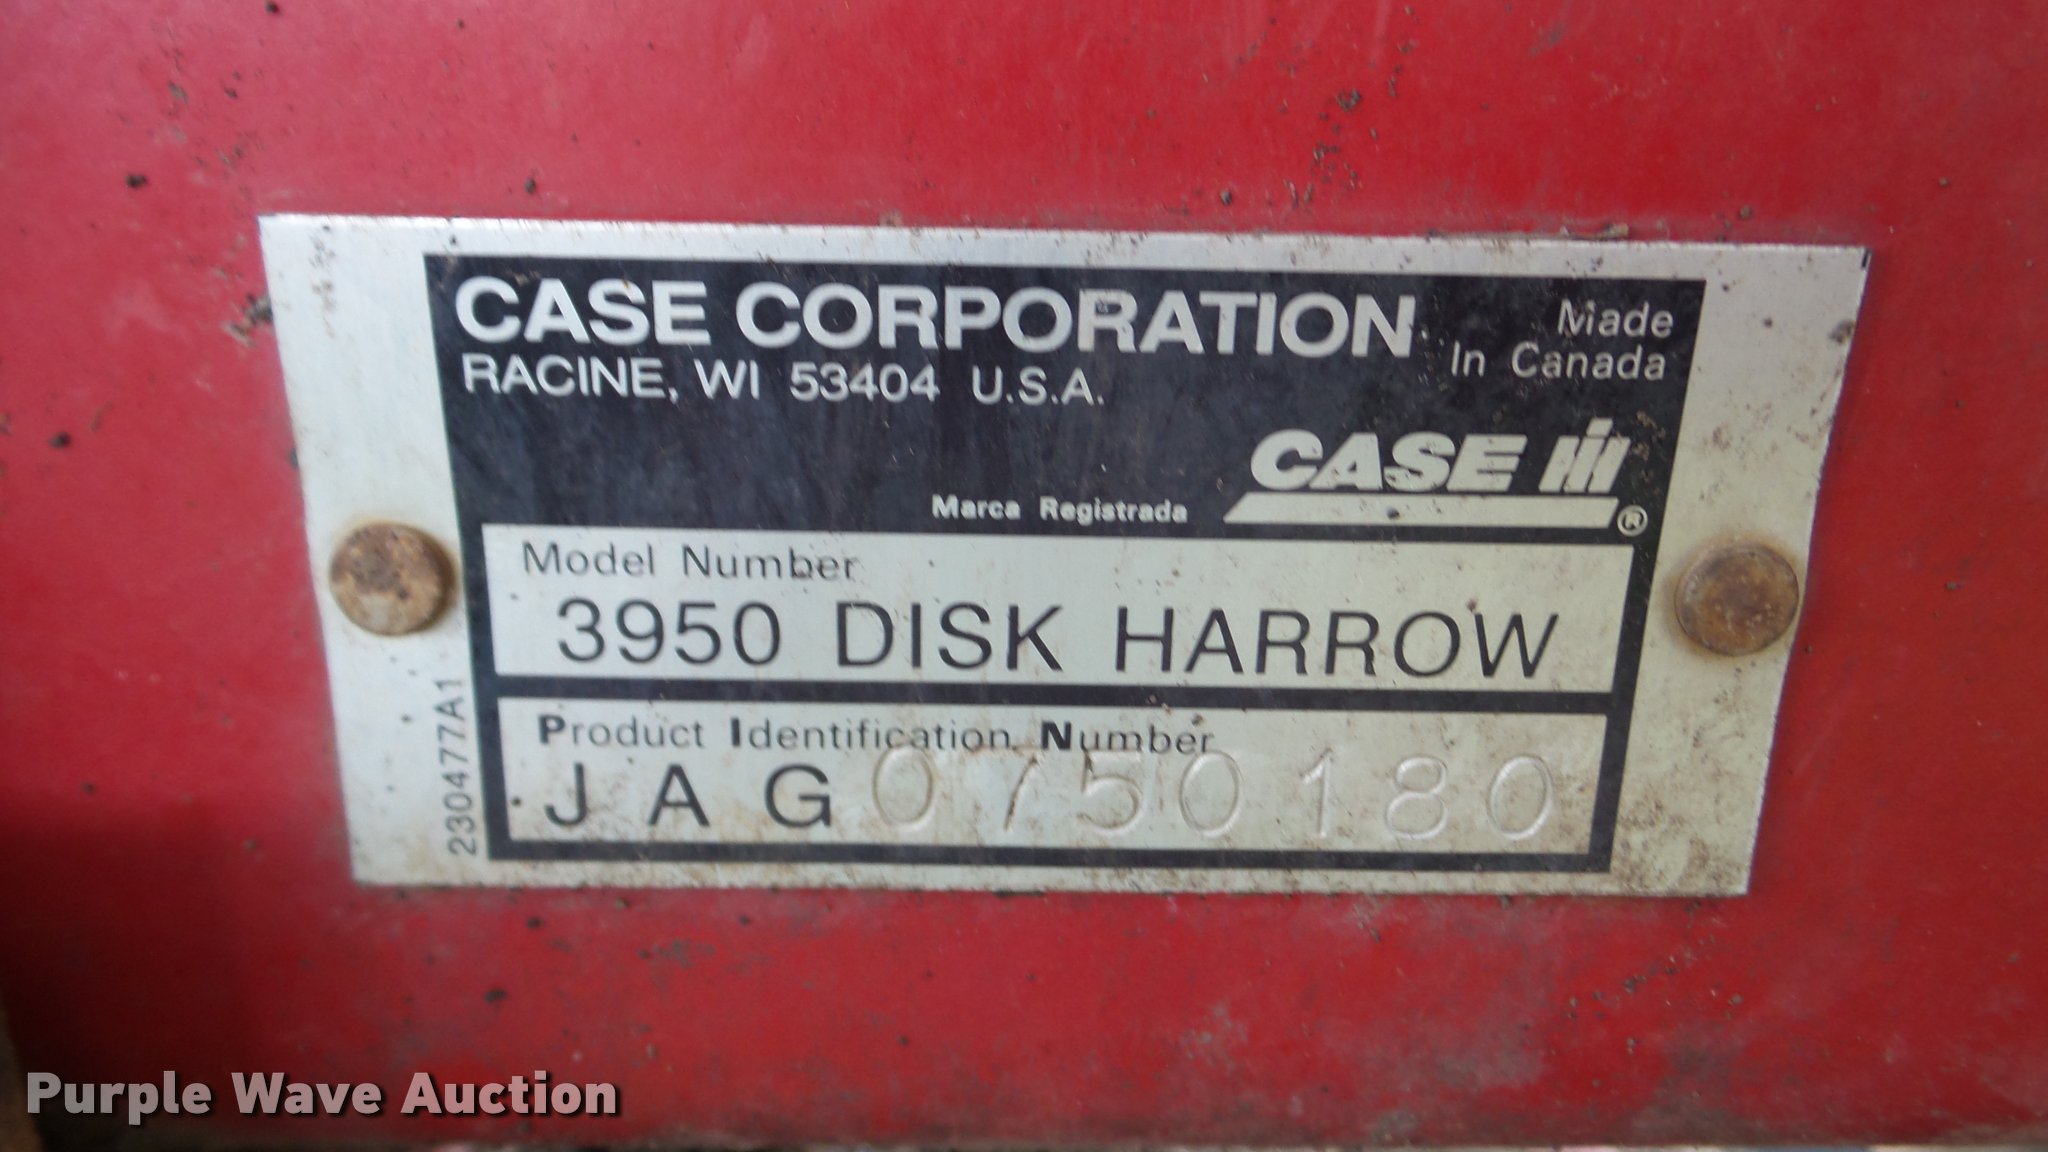 CASE CORPORATION
RACINE, WI 53404 U.S.A.
Made
In Canada
CASE IH
Marca Registrada ®
Model Number
3950 DISK HARROW
Product Identification Number
JAG0750180
230477A1
Purple Wave Auction